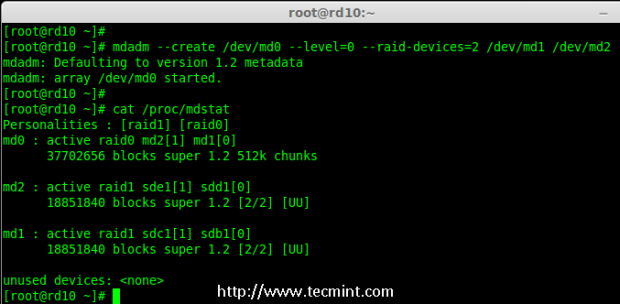 root@rd10:~
[root@rd10 ~]#
[root@rd10 ~]# mdadm --create /dev/md0 --level=0 --raid-devices=2 /dev/md1 /dev/md2
mdadm: Defaulting to version 1.2 metadata
mdadm: array /dev/md0 started.
[root@rd10 ~]#
[root@rd10 ~]# cat /proc/mdstat
Personalities : [raid1] [raid0]
md0 : active raid0 md2[1] md1[0]
      37702656 blocks super 1.2 512k chunks

md2 : active raid1 sde1[1] sdd1[0]
      18851840 blocks super 1.2 [2/2] [UU]

md1 : active raid1 sdc1[1] sdb1[0]
      18851840 blocks super 1.2 [2/2] [UU]

unused devices: <none>
[root@rd10 ~]#
http://www.tecmint.com